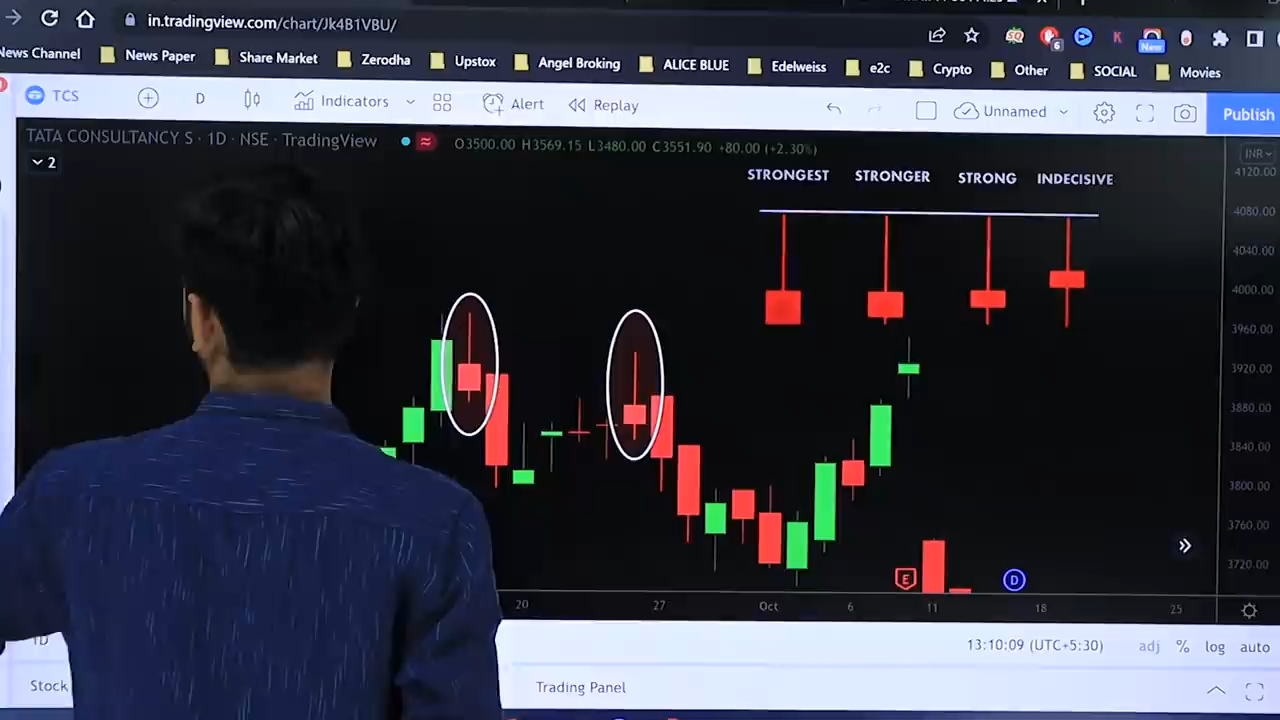 in.tradingview.com/chart/Jk4B1VBU/
News Channel News Paper Share Market Zerodha Upstox Angel Broking ALICE BLUE Edelweiss e2c Crypto Other SOCIAL Movies
New
6
TCS D Indicators Alert Replay Unnamed Publish
TATA CONSULTANCY S · 1D · NSE · TradingView O3500.00 H3569.15 L3480.00 C3551.90 +80.00 (+2.30%) INR
2
STRONGEST STRONGER STRONG INDECISIVE
4120.00
4080.00
4040.00
4000.00
3960.00
3920.00
3880.00
3840.00
3800.00
3760.00
3720.00
E D
20 27 Oct 6 11 18 25
1D 13:10:09 (UTC+5:30) adj % log auto
Stock Trading Panel